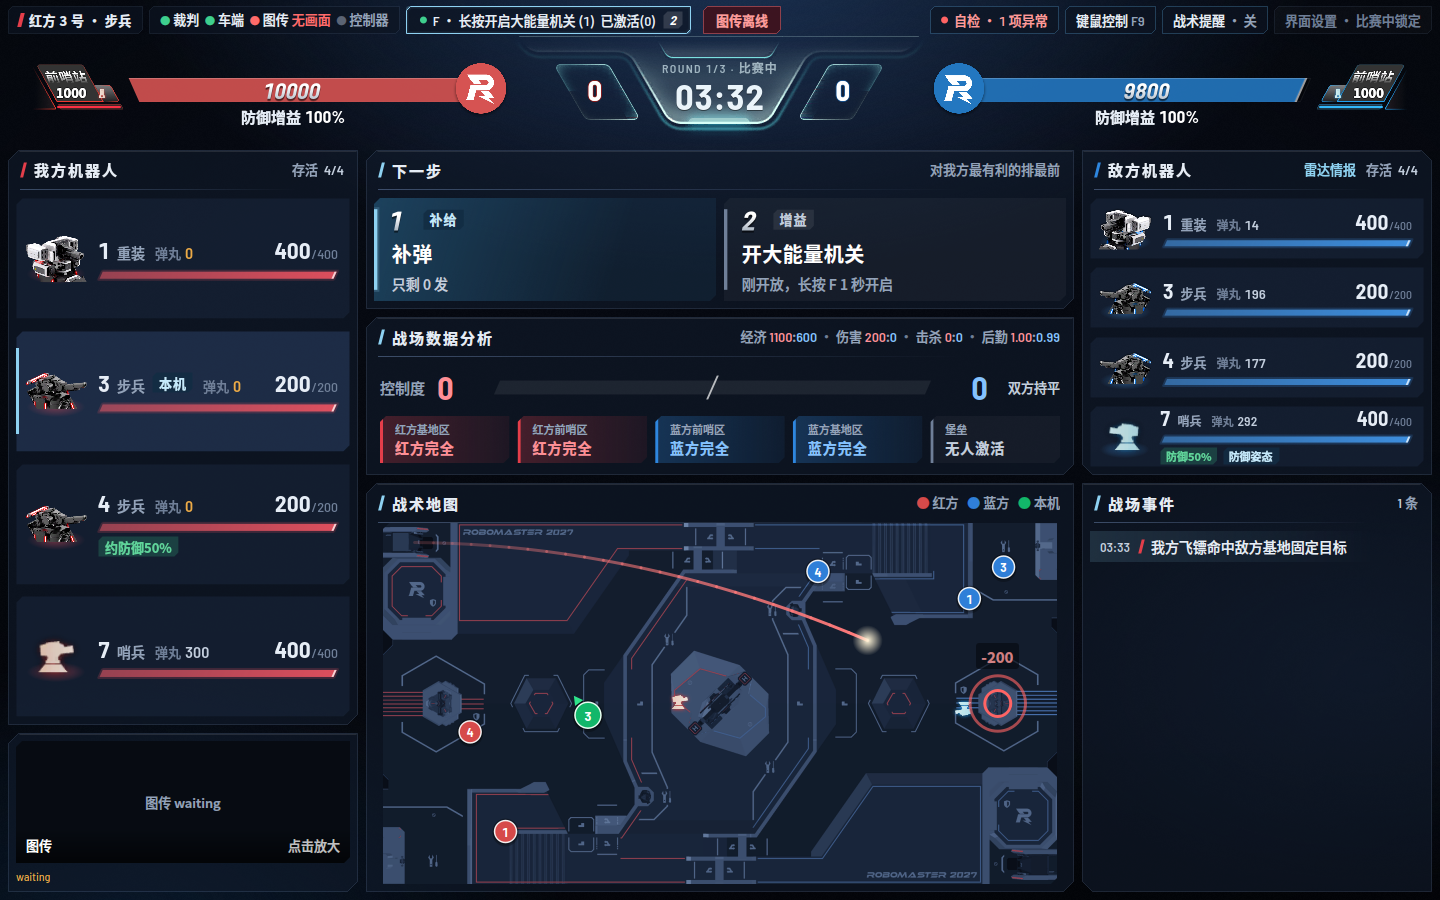 红方 3 号 · 步兵
裁判 车端 图传 无画面 控制器
F · 长按开启大能量机关 (1) 已激活(0) 2
图传离线
自检 · 1 项异常
键鼠控制 F9
战术提醒 · 关
界面设置 · 比赛中锁定
前哨站
1000
10000
防御增益 100%
0
ROUND 1/3 · 比赛中
03:32
0
9800
防御增益 100%
前哨站
1000
我方机器人
存活 4/4
1 重装 弹丸 0 400/400
3 步兵 本机 弹丸 0 200/200
4 步兵 弹丸 0 200/200
约防御50%
7 哨兵 弹丸 300 400/400
图传 waiting
图传
点击放大
waiting
下一步
对我方最有利的排最前
1 补给
补弹
只剩 0 发
2 增益
开大能量机关
刚开放，长按 F 1 秒开启
战场数据分析
经济 1100:600 · 伤害 200:0 · 击杀 0:0 · 后勤 1.00:0.99
控制度 0
0 双方持平
红方基地区
红方完全
红方前哨区
红方完全
蓝方前哨区
蓝方完全
蓝方基地区
蓝方完全
堡垒
无人激活
战术地图
红方 蓝方 本机
ROBOMASTER 2027
4
3
1
-200
3
4
1
ROBOMASTER 2027
敌方机器人
雷达情报 存活 4/4
1 重装 弹丸 14 400/400
3 步兵 弹丸 196 200/200
4 步兵 弹丸 177 200/200
7 哨兵 弹丸 292 400/400
防御50% 防御姿态
战场事件
1 条
03:33 我方飞镖命中敌方基地固定目标